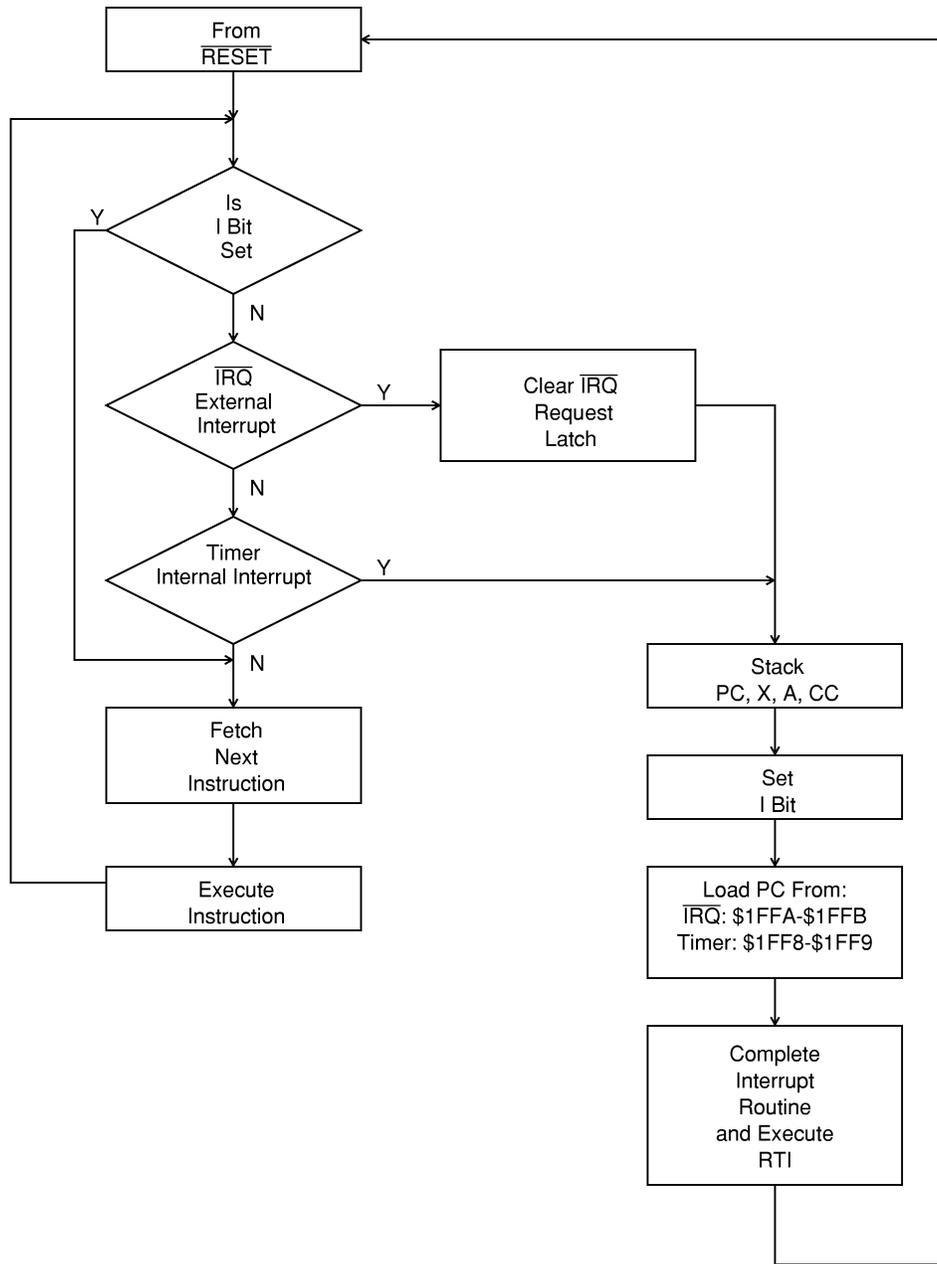 From
RESET
Is
I Bit
Set
Y
N
IRQ
External
Interrupt
Y
Clear IRQ
Request
Latch
N
Timer
Internal Interrupt
Y
N
Fetch
Next
Instruction
Execute
Instruction
Stack
PC, X, A, CC
Set
I Bit
Load PC From:
IRQ: $1FFA-$1FFB
Timer: $1FF8-$1FF9
Complete
Interrupt
Routine
and Execute
RTI